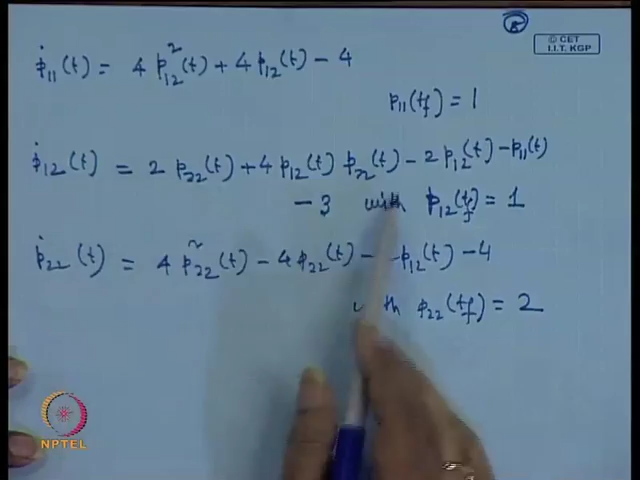 © CET
I.I.T. KGP
ṗ₁₁(t) = 4 p₁₂²(t) + 4 p₁₂(t) − 4
p₁₁(tf) = 1
ṗ₁₂(t) = 2 p₂₂(t) + 4 p₁₂(t) p₂₂(t) − 2 p₁₂(t) − p₁₁(t)
− 3 with p₁₂(tf) = 1
ṗ₂₂(t) = 4 p₂₂²(t) − 4 p₂₂(t) − p₁₂(t) − 4
p₂₂(tf) = 2
NPTEL